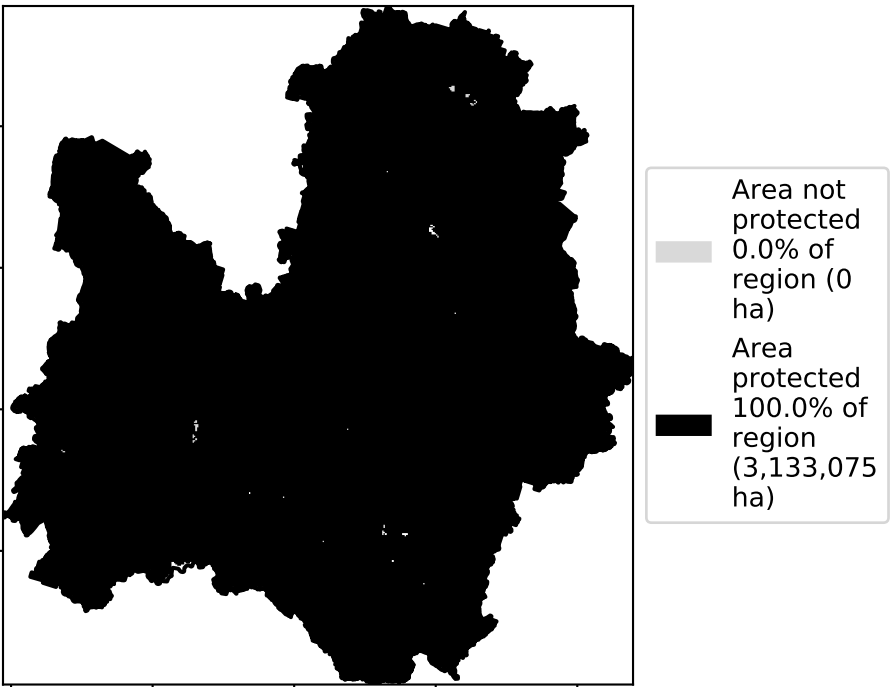 Area not
protected
0.0% of
region (0
ha)
Area
protected
100.0% of
region
(3,133,075
ha)